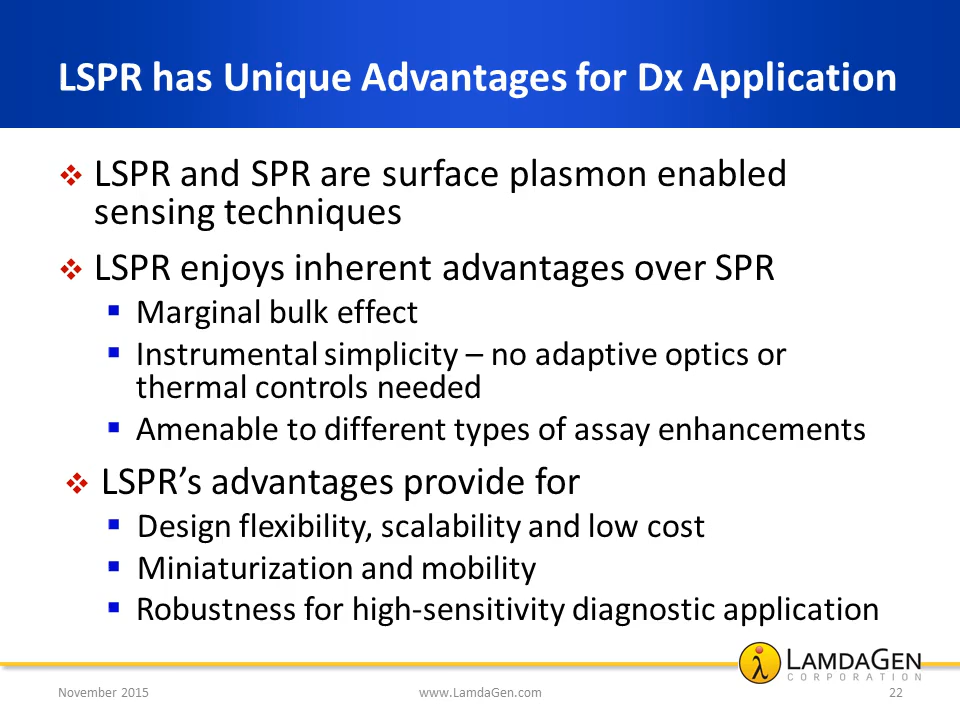 LSPR has Unique Advantages for Dx Application
LSPR and SPR are surface plasmon enabled
sensing techniques
LSPR enjoys inherent advantages over SPR
Marginal bulk effect
Instrumental simplicity – no adaptive optics or
thermal controls needed
Amenable to different types of assay enhancements
LSPR’s advantages provide for
Design flexibility, scalability and low cost
Miniaturization and mobility
Robustness for high-sensitivity diagnostic application
λ LAMDAGEN
CORPORATION
November 2015
www.LamdaGen.com
22